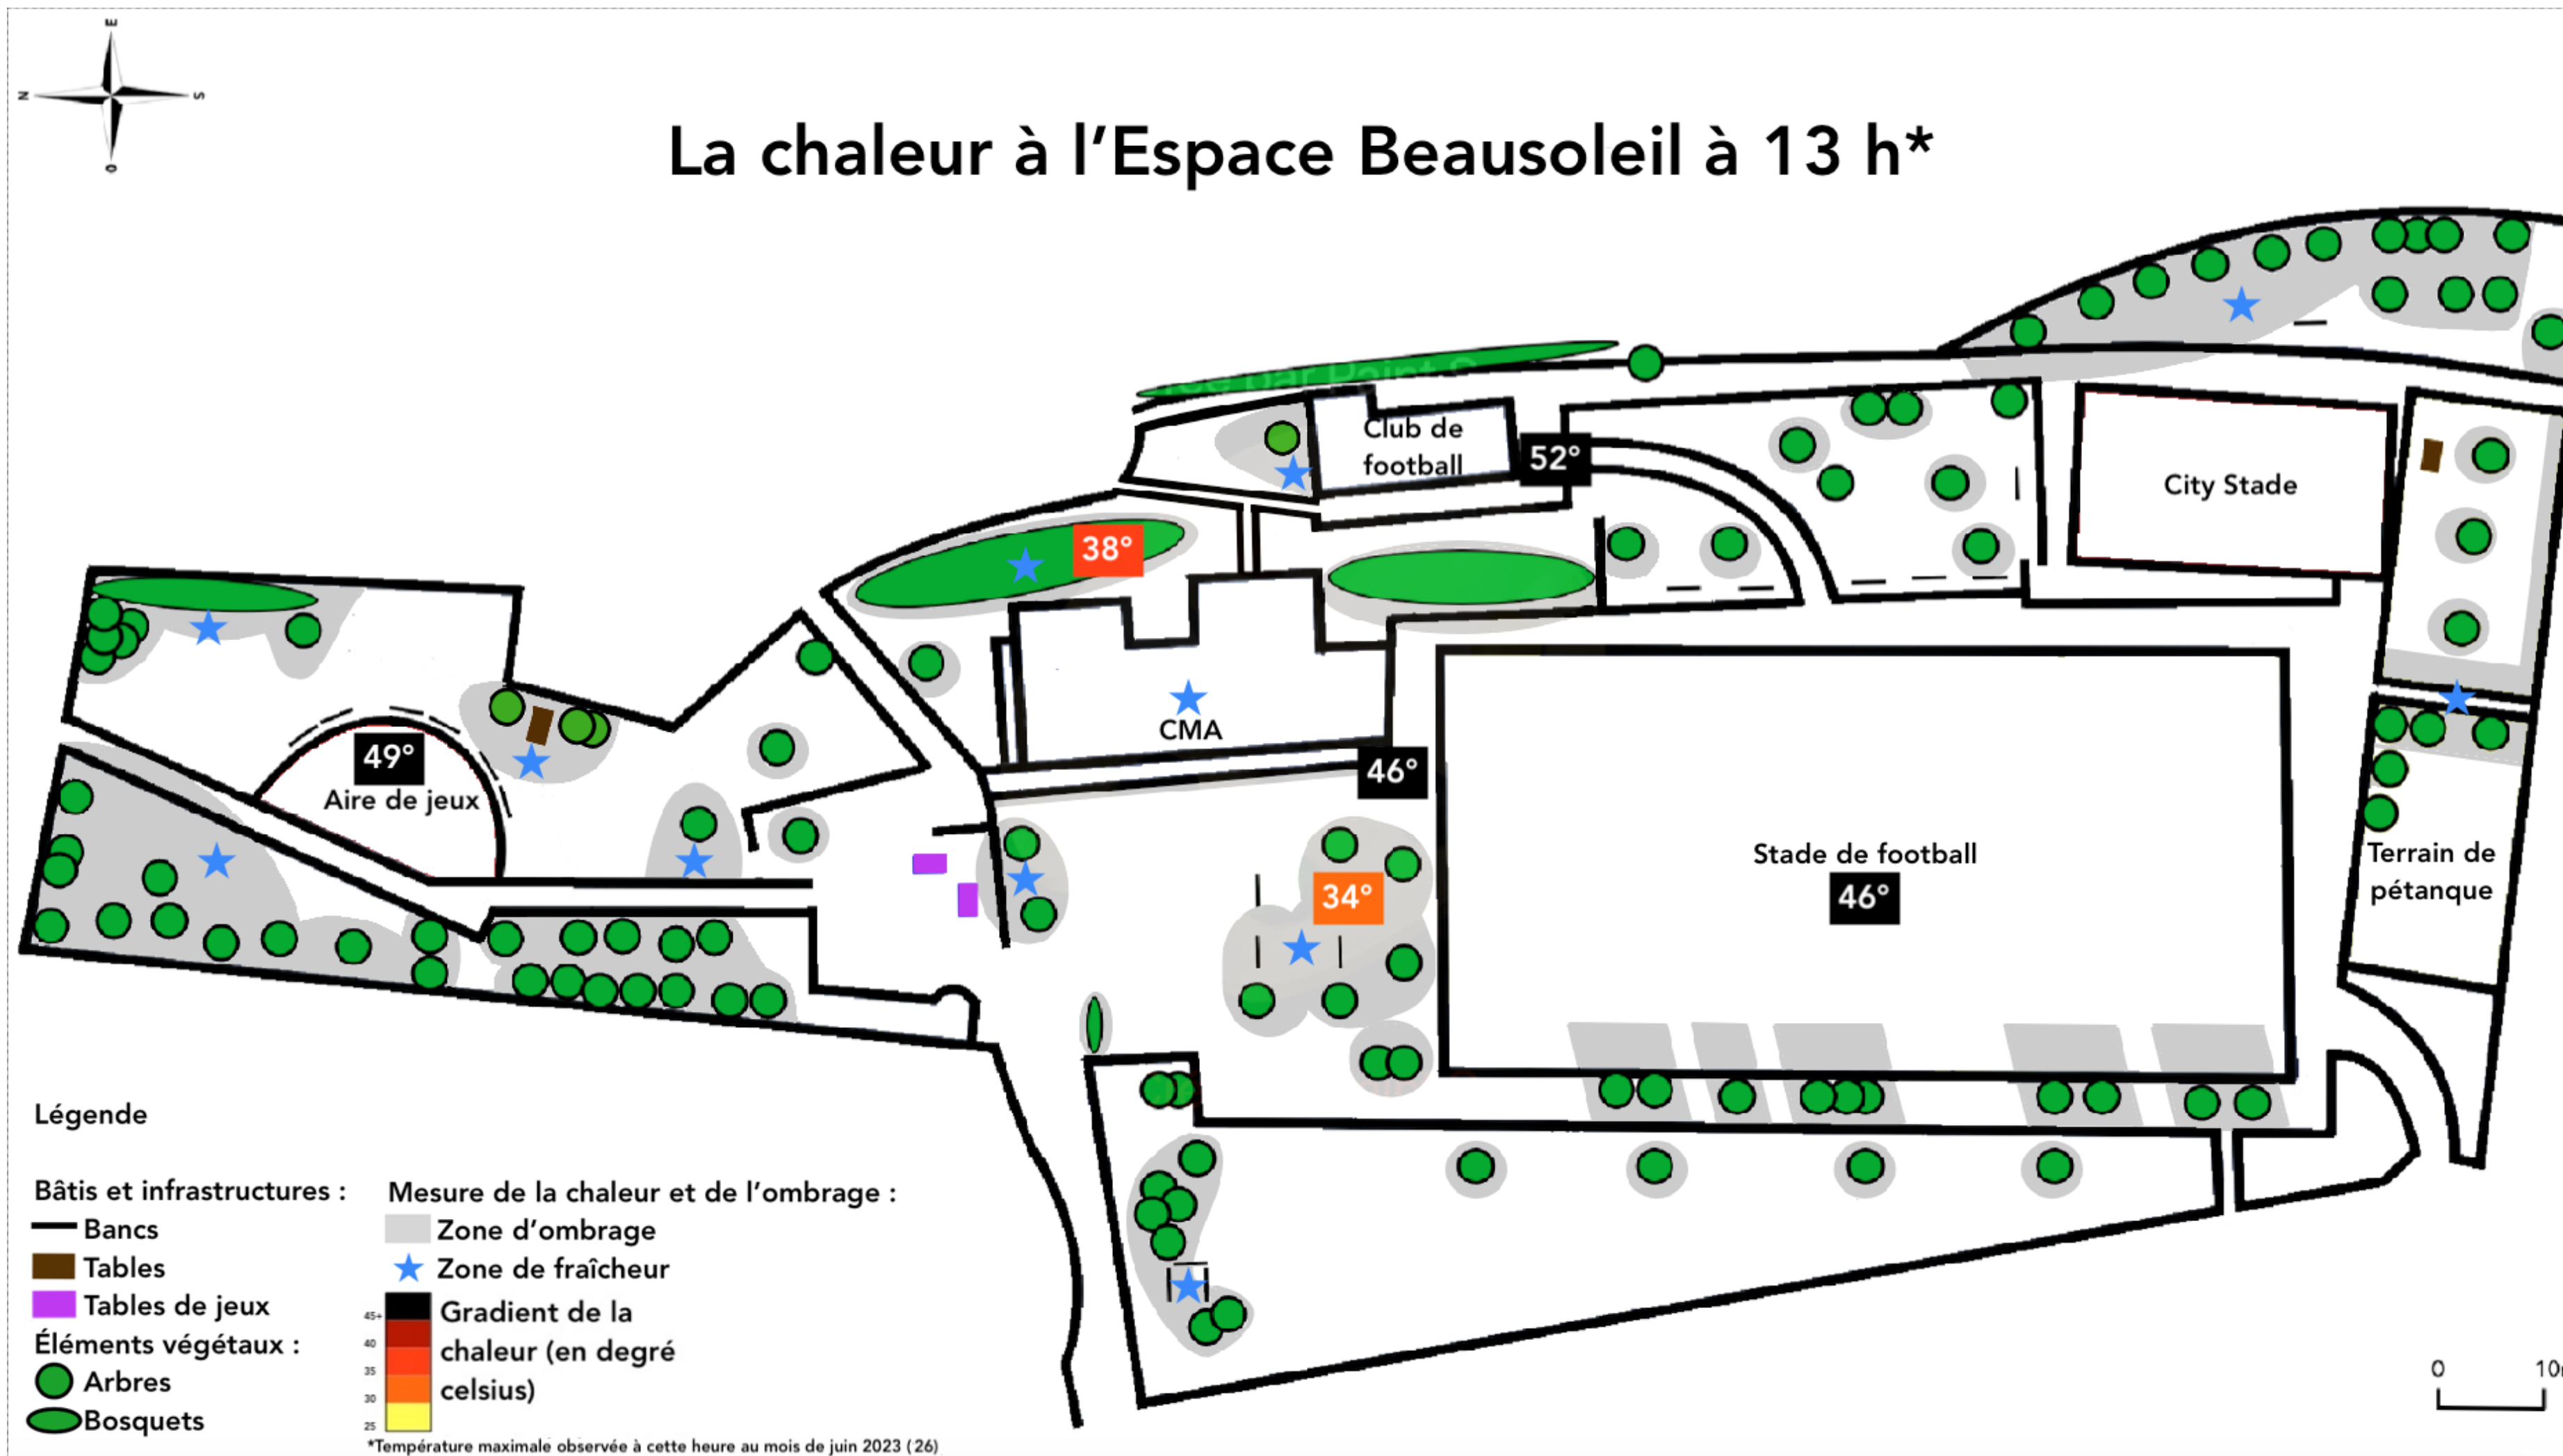 E
N
S
O
La chaleur à l'Espace Beausoleil à 13 h*
Club de
football
52°
City Stade
38°
CMA
49°
Aire de jeux
46°
34°
Stade de football
46°
Terrain de
pétanque
Légende
Bâtis et infrastructures :
Bancs
Tables
Tables de jeux
Éléments végétaux :
Arbres
Bosquets
Mesure de la chaleur et de l'ombrage :
Zone d'ombrage
Zone de fraîcheur
Gradient de la
chaleur (en degré
celsius)
45+
40
35
30
25
*Température maximale observée à cette heure au mois de juin 2023 (26)
0